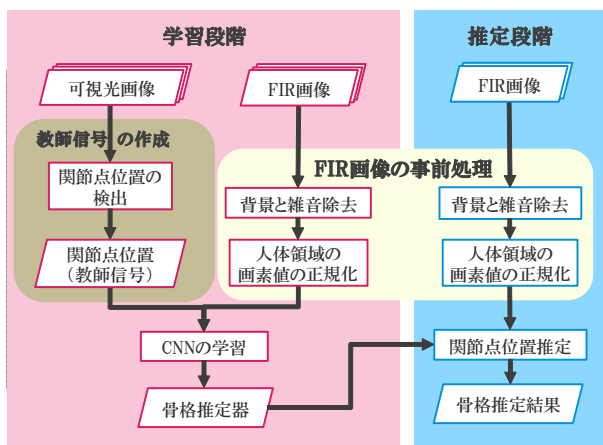 学習段階
推定段階
可視光画像
FIR画像
FIR画像
教師信号 の作成
FIR画像の事前処理
関節点位置の
検出
背景と雑音除去
背景と雑音除去
関節点位置
（教師信号）
人体領域の
画素値の正規化
人体領域の
画素値の正規化
CNNの学習
関節点位置推定
骨格推定器
骨格推定結果